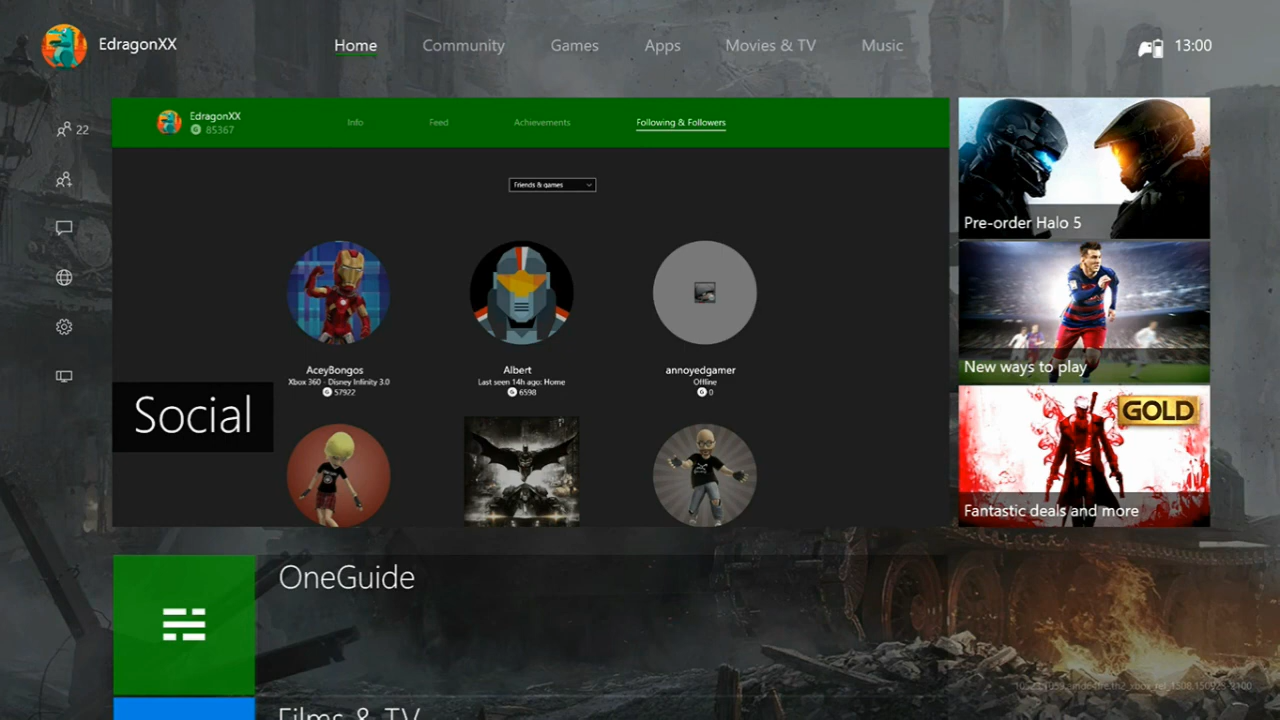 EdragonXX
Home
Community
Games
Apps
Movies & TV
Music
13:00
22
EdragonXX
G 85367
Info
Feed
Achievements
Following & Followers
Friends & games
AceyBongos
Xbox 360 - Disney Infinity 3.0
G 57922
Albert
Last seen 14h ago: Home
G 6598
annoyedgamer
Offline
G 0
Social
Pre-order Halo 5
New ways to play
GOLD
Fantastic deals and more
OneGuide
Films & TV